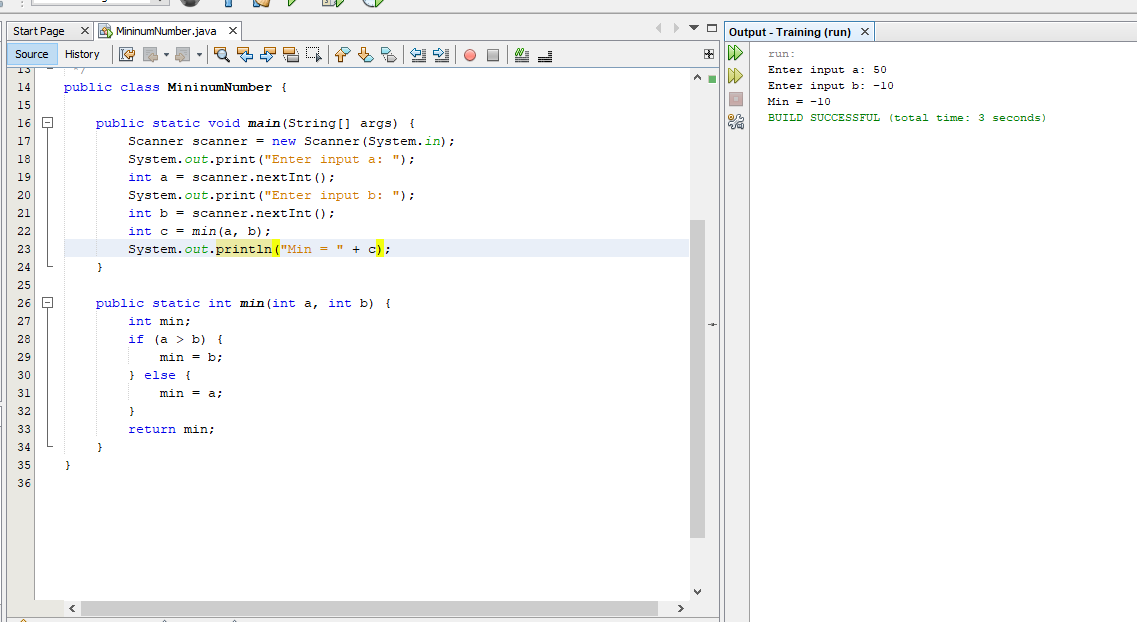 Start Page
MininumNumber.java
Output - Training (run)
Source History
13 */
14 public class MininumNumber {
15
16 public static void main(String[] args) {
17 Scanner scanner = new Scanner(System.in);
18 System.out.print("Enter input a: ");
19 int a = scanner.nextInt();
20 System.out.print("Enter input b: ");
21 int b = scanner.nextInt();
22 int c = min(a, b);
23 System.out.println("Min = " + c);
24 }
25
26 public static int min(int a, int b) {
27 int min;
28 if (a > b) {
29 min = b;
30 } else {
31 min = a;
32 }
33 return min;
34 }
35 }
36
run:
Enter input a: 50
Enter input b: -10
Min = -10
BUILD SUCCESSFUL (total time: 3 seconds)